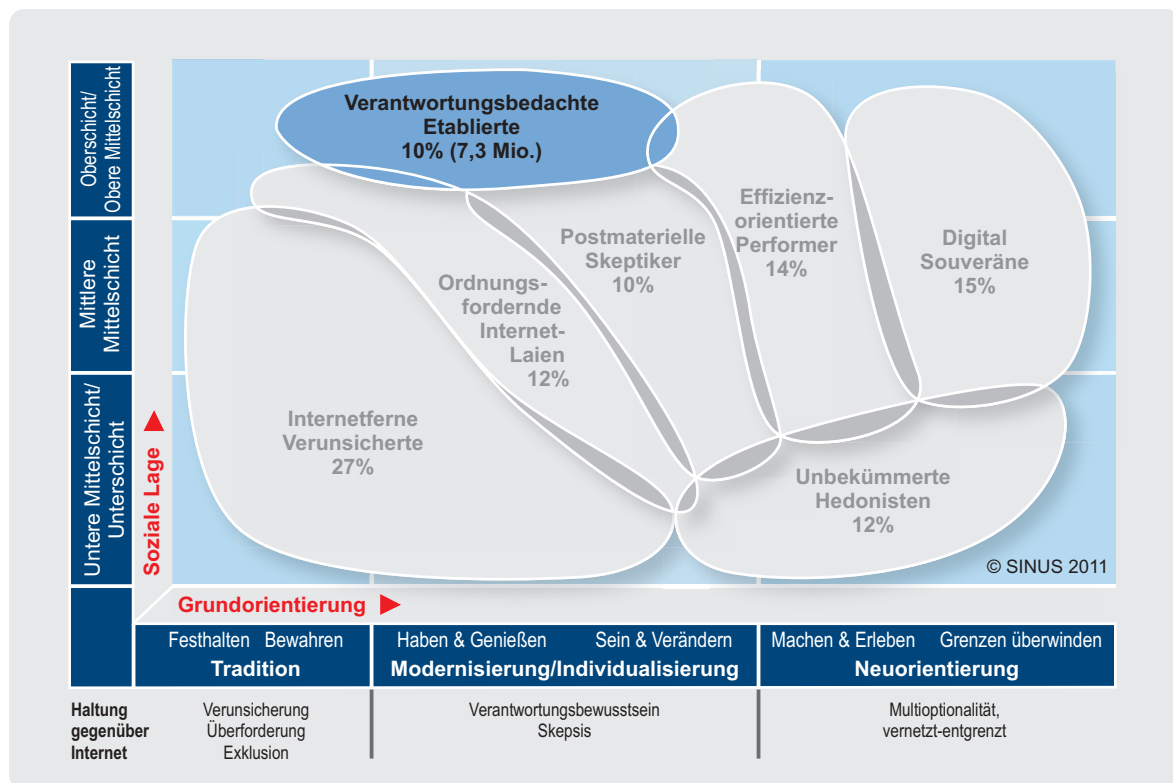 Oberschicht/
Obere Mittelschicht
Mittlere
Mittelschicht
Untere Mittelschicht/
Unterschicht
Soziale Lage
Verantwortungsbedachte
Etablierte
10% (7,3 Mio.)
Effizienz-
orientierte
Performer
14%
Postmaterielle
Skeptiker
10%
Digital
Souveräne
15%
Ordnungs-
fordernde
Internet-
Laien
12%
Internetferne
Verunsicherte
27%
Unbekümmerte
Hedonisten
12%
© SINUS 2011
Grundorientierung
Festhalten Bewahren
Tradition
Haben & Genießen Sein & Verändern
Modernisierung/Individualisierung
Machen & Erleben Grenzen überwinden
Neuorientierung
Haltung
gegenüber
Internet
Verunsicherung
Überforderung
Exklusion
Verantwortungsbewusstsein
Skepsis
Multioptionalität,
vernetzt-entgrenzt